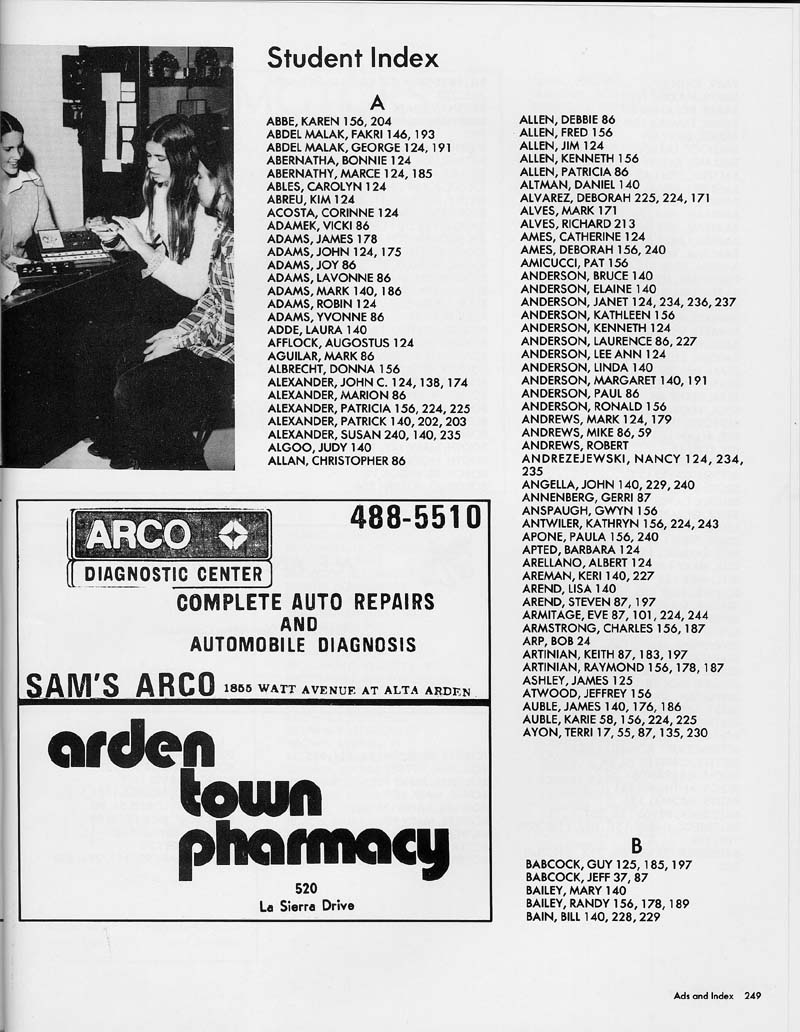 Student Index
A
ABBE, KAREN 156, 204
ABDEL MALAK, FAKRI 146, 193
ABDEL MALAK, GEORGE 124, 191
ABERNATHA, BONNIE 124
ABERNATHY, MARCE 124, 185
ABLES, CAROLYN 124
ABREU, KIM 124
ACOSTA, CORINNE 124
ADAMEK, VICKI 86
ADAMS, JAMES 178
ADAMS, JOHN 124, 175
ADAMS, JOY 86
ADAMS, LAVONNE 86
ADAMS, MARK 140, 186
ADAMS, ROBIN 124
ADAMS, YVONNE 86
ADDE, LAURA 140
AFFLOCK, AUGOSTUS 124
AGUILAR, MARK 86
ALBRECHT, DONNA 156
ALEXANDER, JOHN C. 124, 138, 174
ALEXANDER, MARION 86
ALEXANDER, PATRICIA 156, 224, 225
ALEXANDER, PATRICK 140, 202, 203
ALEXANDER, SUSAN 240, 140, 235
ALGOO, JUDY 140
ALLAN, CHRISTOPHER 86
ALLEN, DEBBIE 86
ALLEN, FRED 156
ALLEN, JIM 124
ALLEN, KENNETH 156
ALLEN, PATRICIA 86
ALTMAN, DANIEL 140
ALVAREZ, DEBORAH 225, 224, 171
ALVES, MARK 171
ALVES, RICHARD 213
AMES, CATHERINE 124
AMES, DEBORAH 156, 240
AMICUCCI, PAT 156
ANDERSON, BRUCE 140
ANDERSON, ELAINE 140
ANDERSON, JANET 124, 234, 236, 237
ANDERSON, KATHLEEN 156
ANDERSON, KENNETH 124
ANDERSON, LAURENCE 86, 227
ANDERSON, LEE ANN 124
ANDERSON, LINDA 140
ANDERSON, MARGARET 140, 191
ANDERSON, PAUL 86
ANDERSON, RONALD 156
ANDREWS, MARK 124, 179
ANDREWS, MIKE 86, 59
ANDREWS, ROBERT
ANDREZEJEWSKI, NANCY 124, 234,
235
ANGELLA, JOHN 140, 229, 240
ANNENBERG, GERRI 87
ANSPAUGH, GWYN 156
ANTWILER, KATHRYN 156, 224, 243
APONE, PAULA 156, 240
APTED, BARBARA 124
ARELLANO, ALBERT 124
AREMAN, KERI 140, 227
AREND, LISA 140
AREND, STEVEN 87, 197
ARMITAGE, EVE 87, 101, 224, 244
ARMSTRONG, CHARLES 156, 187
ARP, BOB 24
ARTINIAN, KEITH 87, 183, 197
ARTINIAN, RAYMOND 156, 178, 187
ASHLEY, JAMES 125
ATWOOD, JEFFREY 156
AUBLE, JAMES 140, 176, 186
AUBLE, KARIE 58, 156, 224, 225
AYON, TERRI 17, 55, 87, 135, 230
B
BABCOCK, GUY 125, 185, 197
BABCOCK, JEFF 37, 87
BAILEY, MARY 140
BAILEY, RANDY 156, 178, 189
BAIN, BILL 140, 228, 229
488-5510
ARCO
DIAGNOSTIC CENTER
COMPLETE AUTO REPAIRS
AND
AUTOMOBILE DIAGNOSIS
SAM'S ARCO 1855 WATT AVENUE AT ALTA ARDEN
arden
town
pharmacy
520
La Sierra Drive
Ads and Index 249